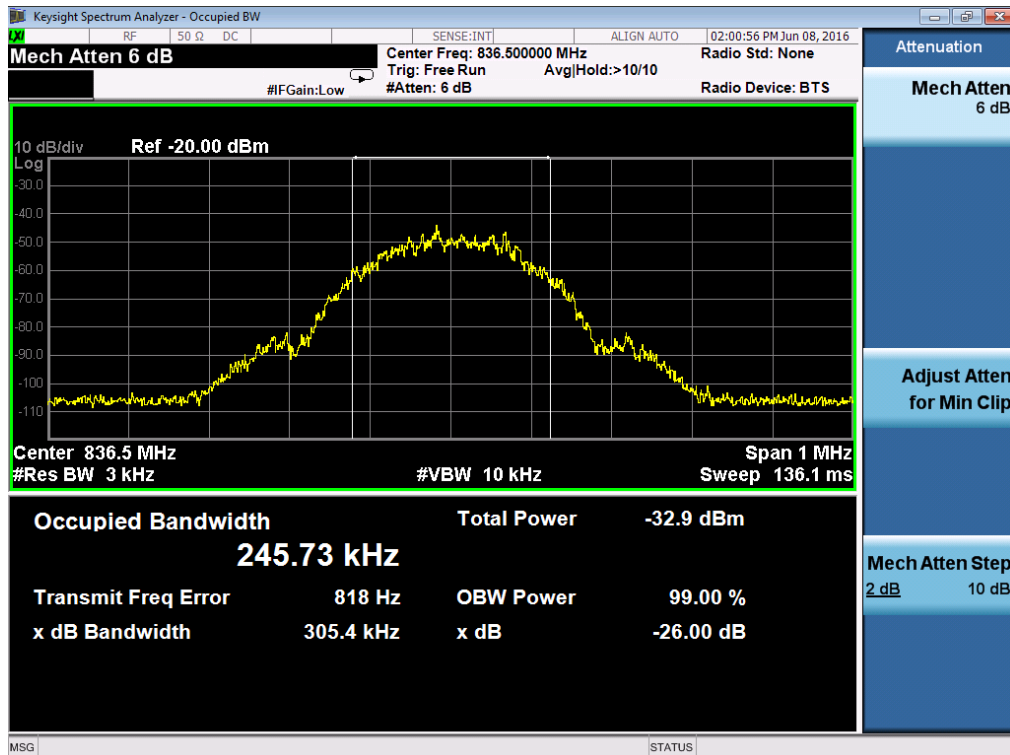 Keysight Spectrum Analyzer - Occupied BW
LXI RF 50 Ω DC SENSE:INT ALIGN AUTO 02:00:56 PM Jun 08, 2016
Mech Atten 6 dB
Center Freq: 836.500000 MHz Radio Std: None
Trig: Free Run Avg|Hold:>10/10
#IFGain:Low #Atten: 6 dB Radio Device: BTS
10 dB/div Ref -20.00 dBm
Log
-30.0
-40.0
-50.0
-60.0
-70.0
-80.0
-90.0
-100
-110
Center 836.5 MHz Span 1 MHz
#Res BW 3 kHz #VBW 10 kHz Sweep 136.1 ms
Occupied Bandwidth Total Power -32.9 dBm
245.73 kHz
Transmit Freq Error 818 Hz OBW Power 99.00 %
x dB Bandwidth 305.4 kHz x dB -26.00 dB
MSG STATUS
Attenuation
Mech Atten
6 dB
Adjust Atten
for Min Clip
Mech Atten Step
2 dB 10 dB